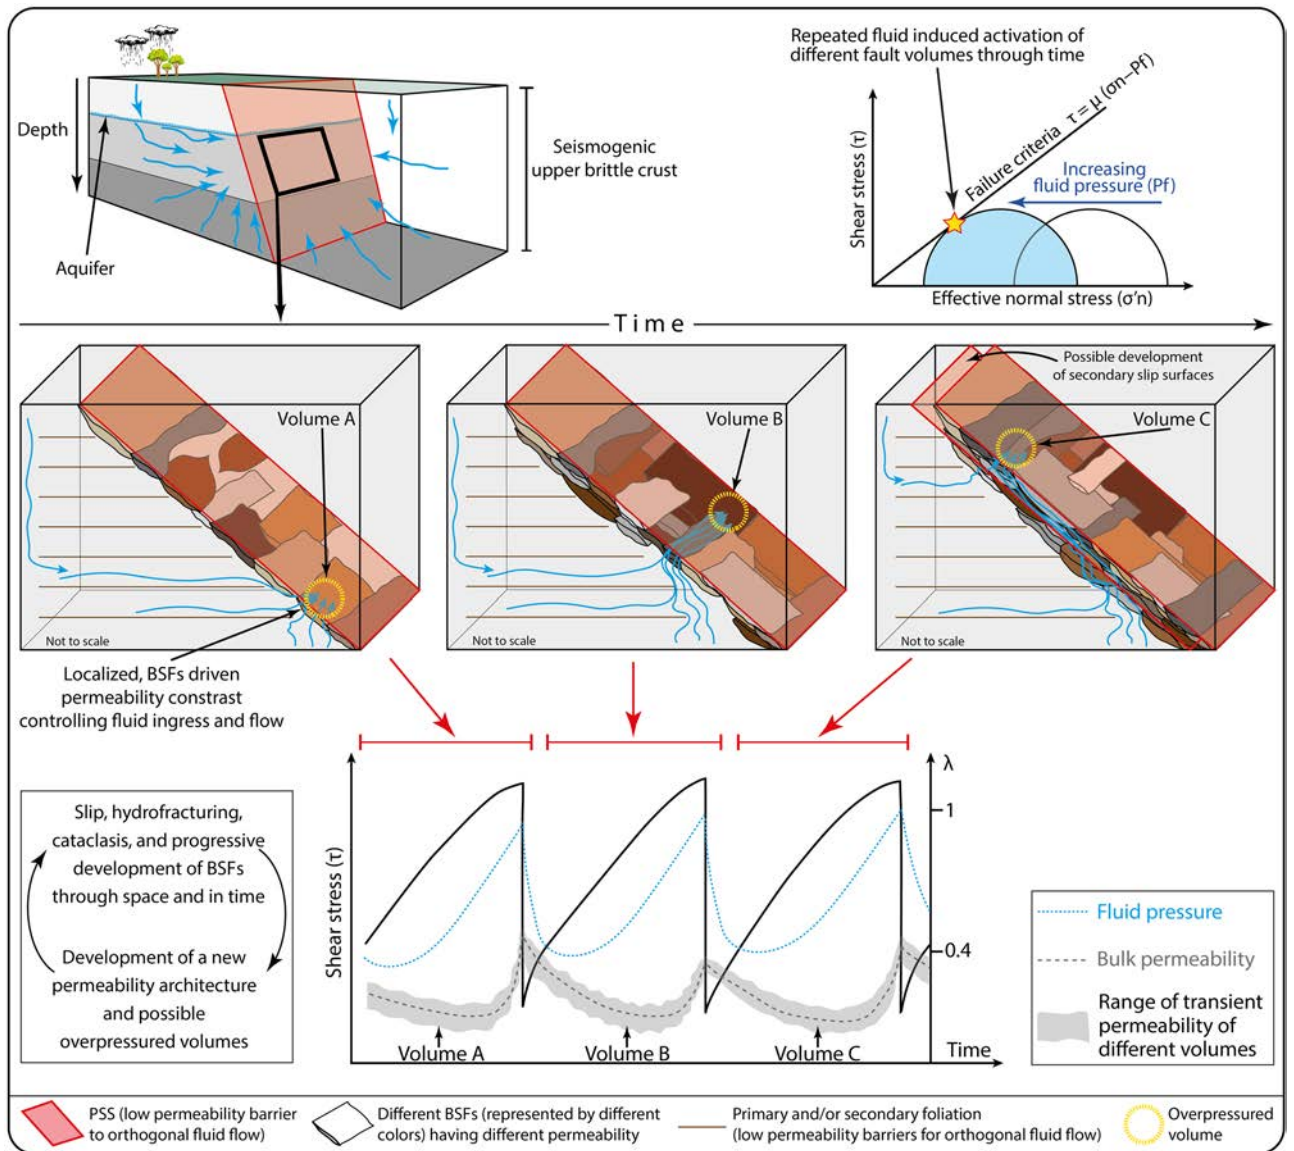 Repeated fluid induced activation of
different fault volumes through time
Depth
Aquifer
Seismogenic
upper brittle crust
Shear stress (τ)
Failure criteria τ = μ (σn–Pf)
Increasing
fluid pressure (Pf)
Effective normal stress (σ'n)
Time
Volume A
Not to scale
Volume B
Not to scale
Possible development
of secondary slip surfaces
Volume C
Not to scale
Localized, BSFs driven
permeability constrast
controlling fluid ingress and flow
Slip, hydrofracturing,
cataclasis, and progressive
development of BSFs
through space and in time
Development of a new
permeability architecture
and possible
overpressured volumes
Shear stress (τ)
λ
1
0.4
Volume A
Volume B
Volume C
Time
Fluid pressure
Bulk permeability
Range of transient
permeability of
different volumes
PSS (low permeability barrier
to orthogonal fluid flow)
Different BSFs (represented by different
colors) having different permeability
Primary and/or secondary foliation
(low permeability barriers for orthogonal fluid flow)
Overpressured
volume